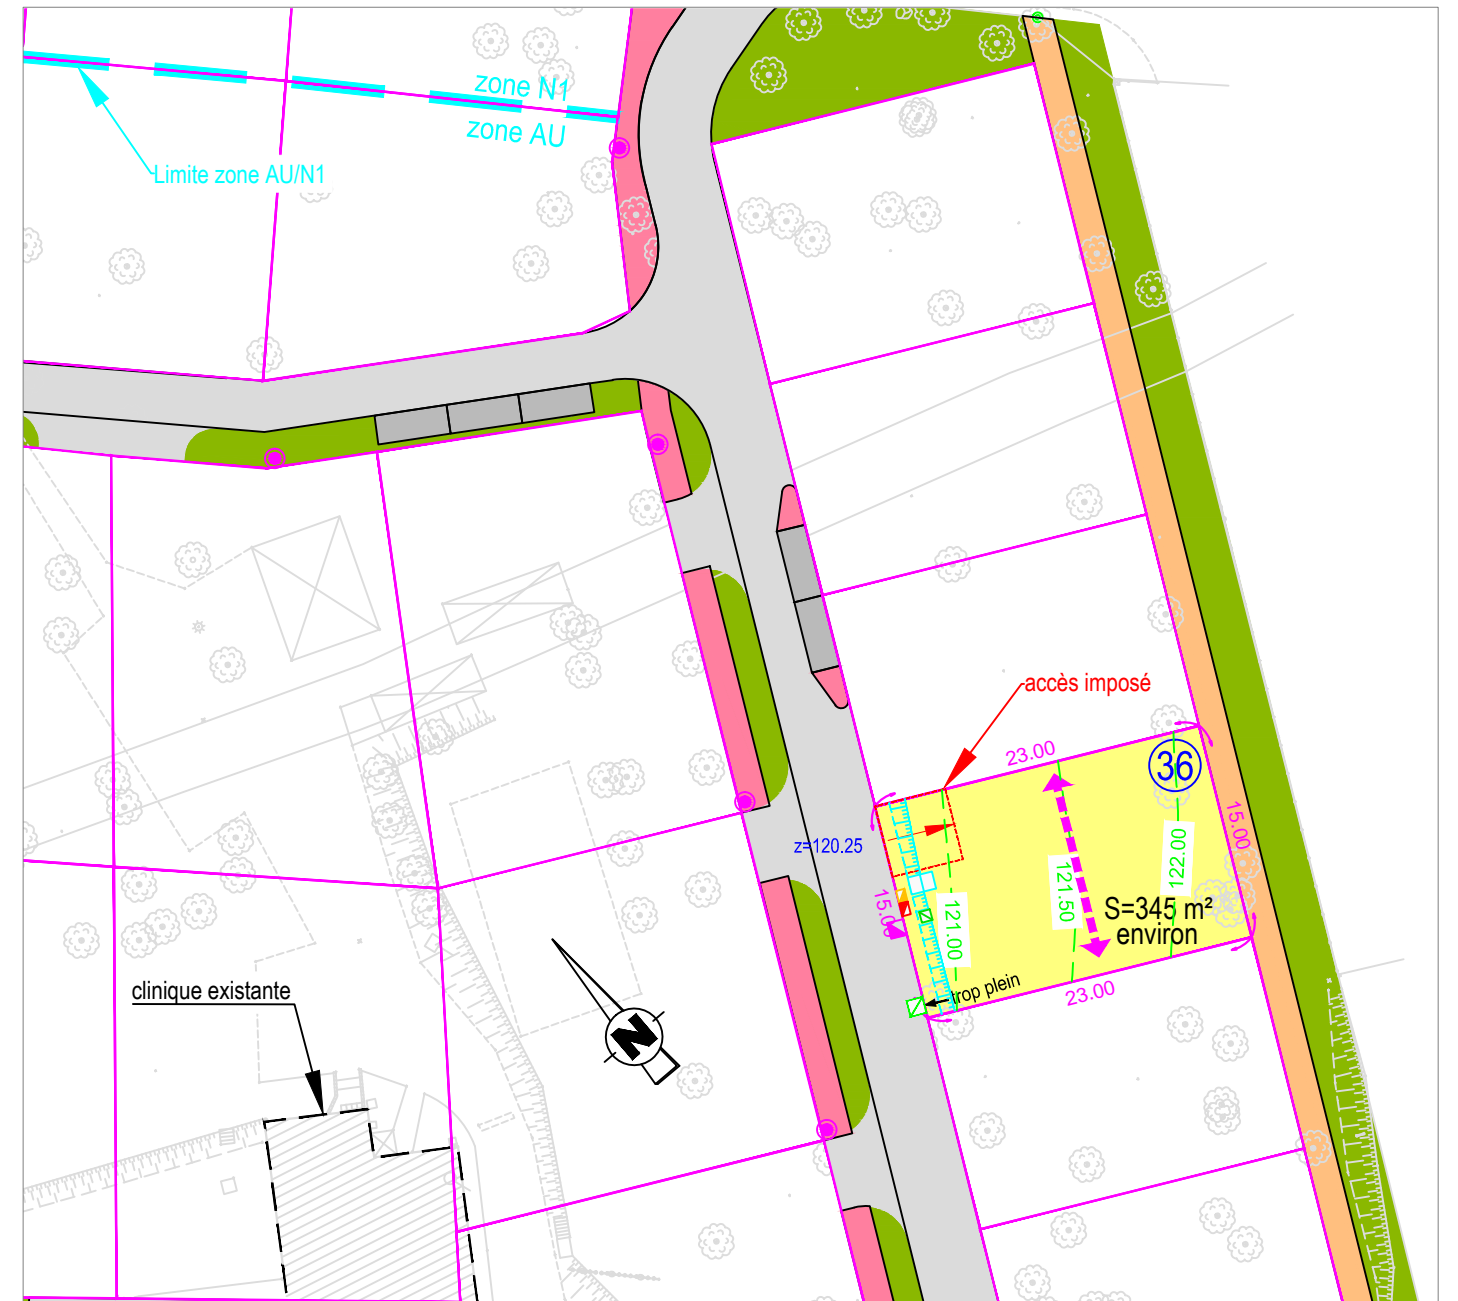 zone N1
zone AU
Limite zone AU/N1
accès imposé
23.00
36
15.00
z=120.25
15.00
121.00
121.50
122.00
S=345 m²
environ
trop plein
23.00
clinique existante
N